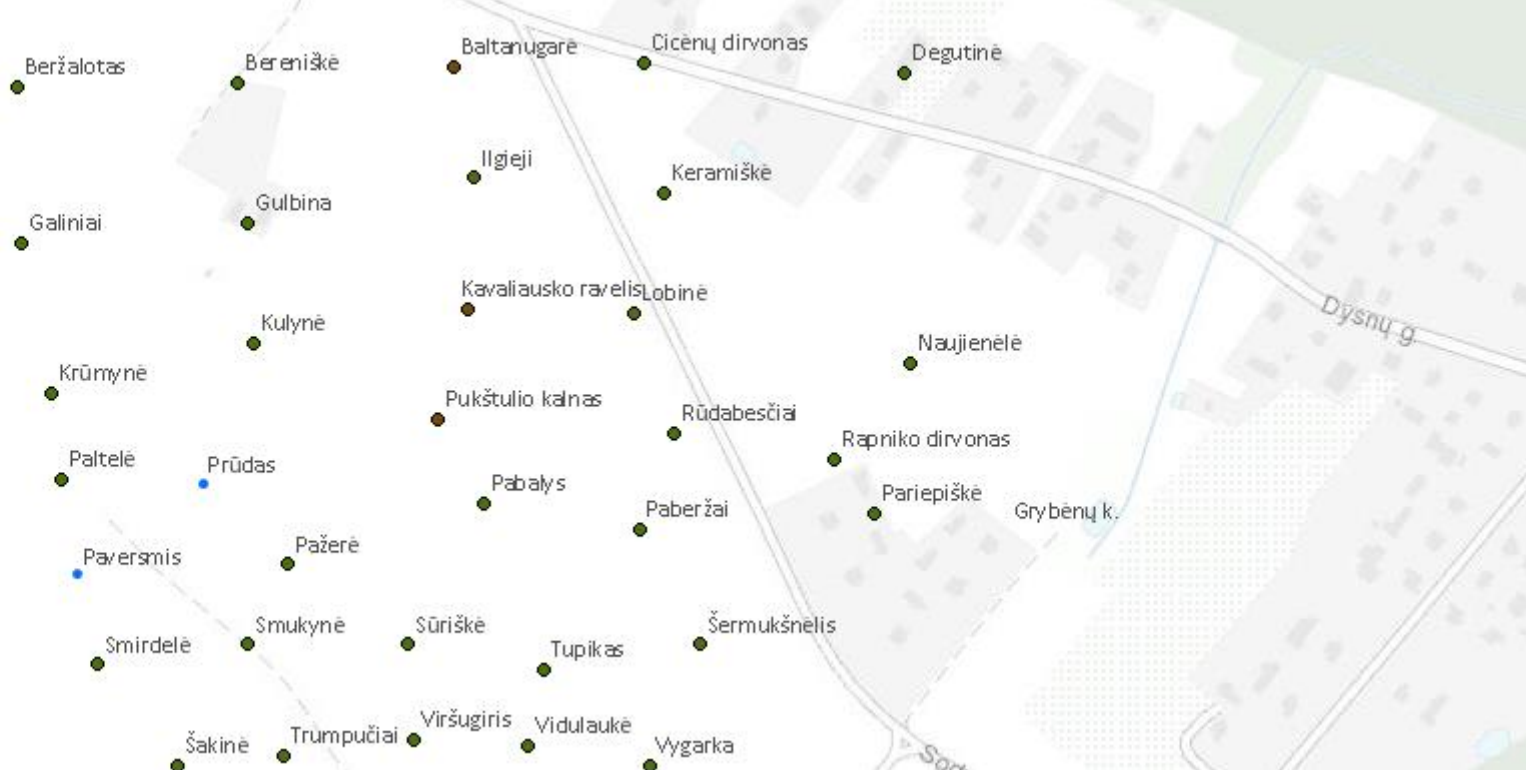 Baltanugarė
Cicėnų dirvonas
Degutinė
Beržalotas
Bereniškė
Ilgieji
Keramiškė
Gulbina
Galiniai
Kavaliausko ravelis
Lobinė
Dysnų g.
Kulynė
Naujienėlė
Krūmynė
Pukštulio kalnas
Rūdabesčiai
Rapniko dirvonas
Paltelė
Prūdas
Pabalys
Pariepiškė
Paberžai
Grybėnų k.
Pažerė
Paversmis
Smukynė
Sūriškė
Šermukšnėlis
Smirdelė
Tupikas
Viršugiris
Vidulaukė
Trumpučiai
Šakinė
Vygarka